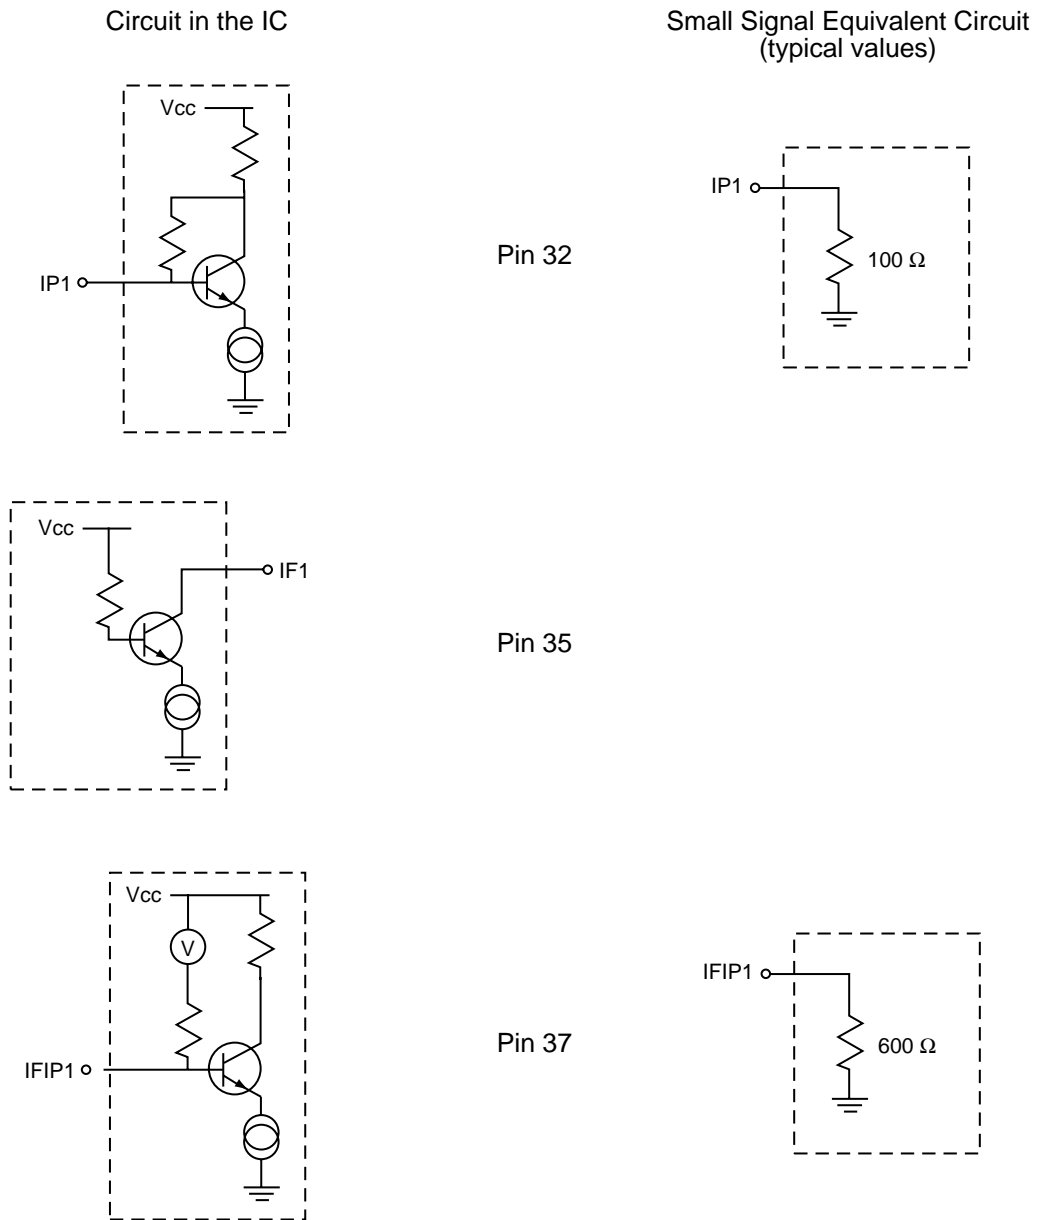 Circuit in the IC
Small Signal Equivalent Circuit
(typical values)
Vcc
IP1
Pin 32
IP1
100 Ω
Vcc
IF1
Pin 35
Vcc
V
IFIP1
Pin 37
IFIP1
600 Ω